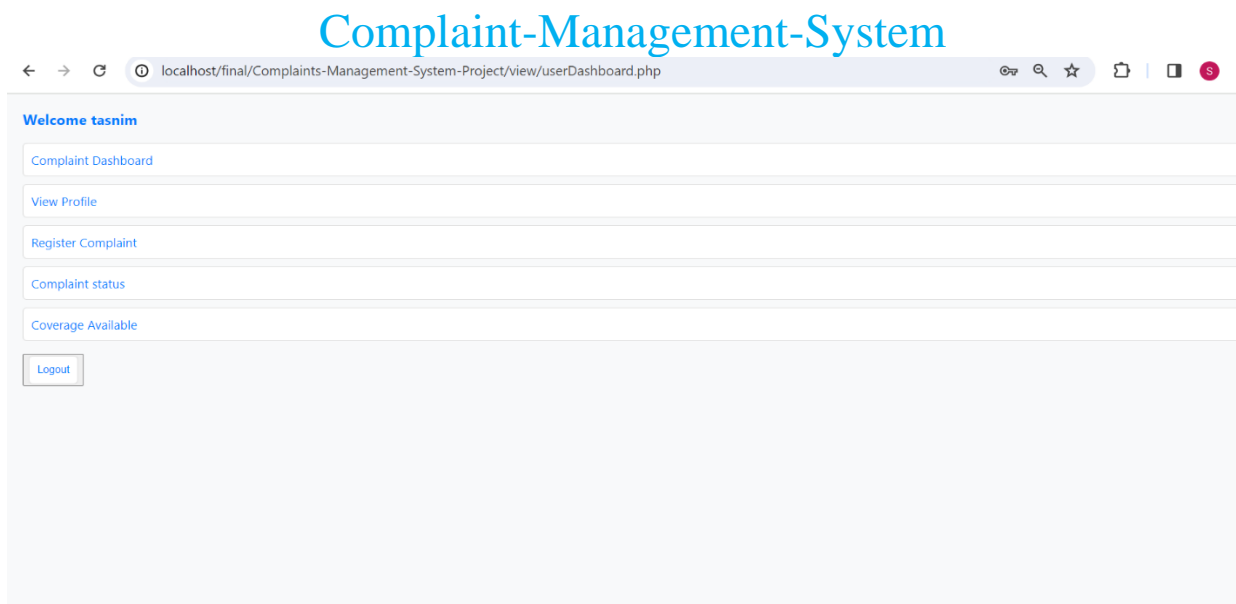 Complaint-Management-System
localhost/final/Complaints-Management-System-Project/view/userDashboard.php
S
Welcome tasnim
Complaint Dashboard
View Profile
Register Complaint
Complaint status
Coverage Available
Logout